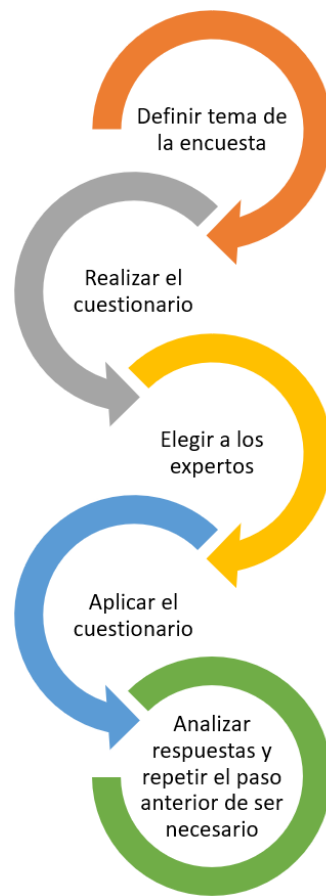 Definir tema de
la encuesta
Realizar el
cuestionario
Elegir a los
expertos
Aplicar el
cuestionario
Analizar
respuestas y
repetir el paso
anterior de ser
necesario